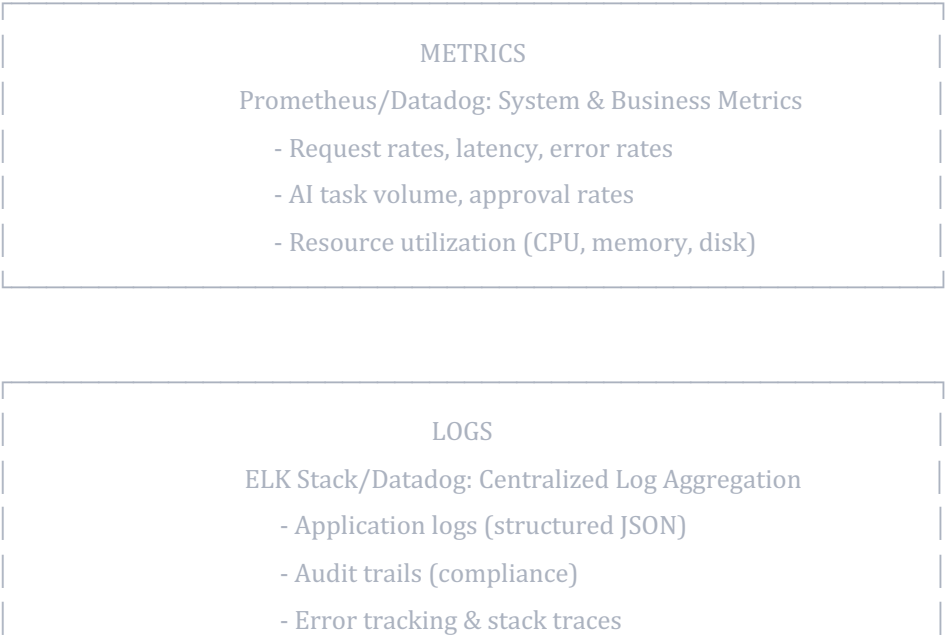 METRICS
Prometheus/Datadog: System & Business Metrics
- Request rates, latency, error rates
- AI task volume, approval rates
- Resource utilization (CPU, memory, disk)
LOGS
ELK Stack/Datadog: Centralized Log Aggregation
- Application logs (structured JSON)
- Audit trails (compliance)
- Error tracking & stack traces